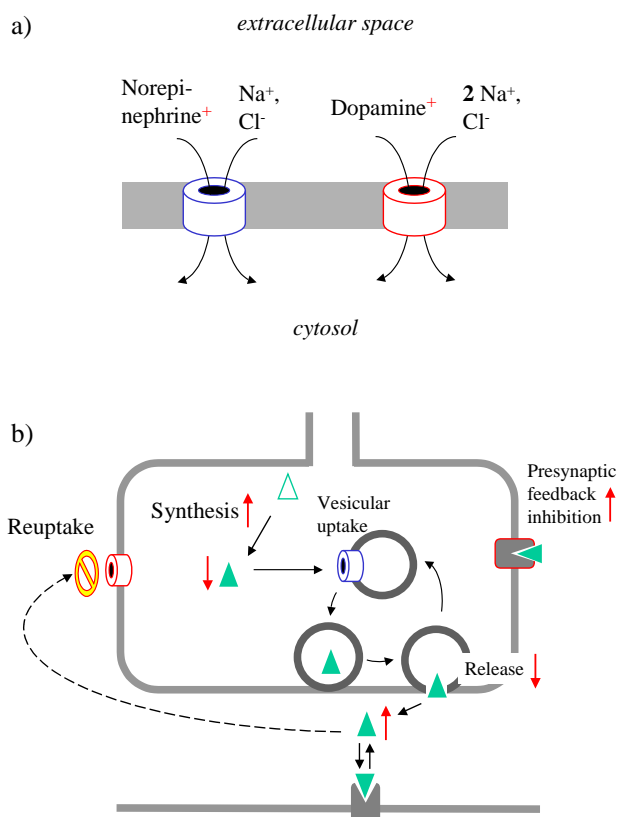 a)
extracellular space
Norepi-
nephrine⁺
Na⁺,
Cl⁻
Dopamine⁺
2 Na⁺,
Cl⁻
cytosol
b)
Presynaptic
feedback
inhibition
Synthesis
Vesicular
uptake
Reuptake
Release